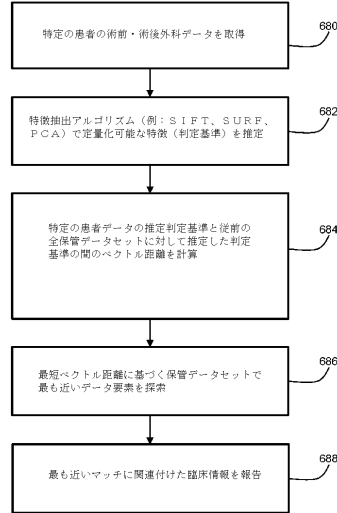 特定の患者の術前・術後外科データを取得
680
特徴抽出アルゴリズム（例：ＳＩＦＴ、ＳＵＲＦ、
ＰＣＡ）で定量化可能な特徴（判定基準）を推定
682
特定の患者データの推定判定基準と従前の
全保管データセットに対して推定した判定
基準の間のベクトル距離を計算
684
最短ベクトル距離に基づく保管データセットで
最も近いデータ要素を探索
686
最も近いマッチに関連付けた臨床情報を報告
688